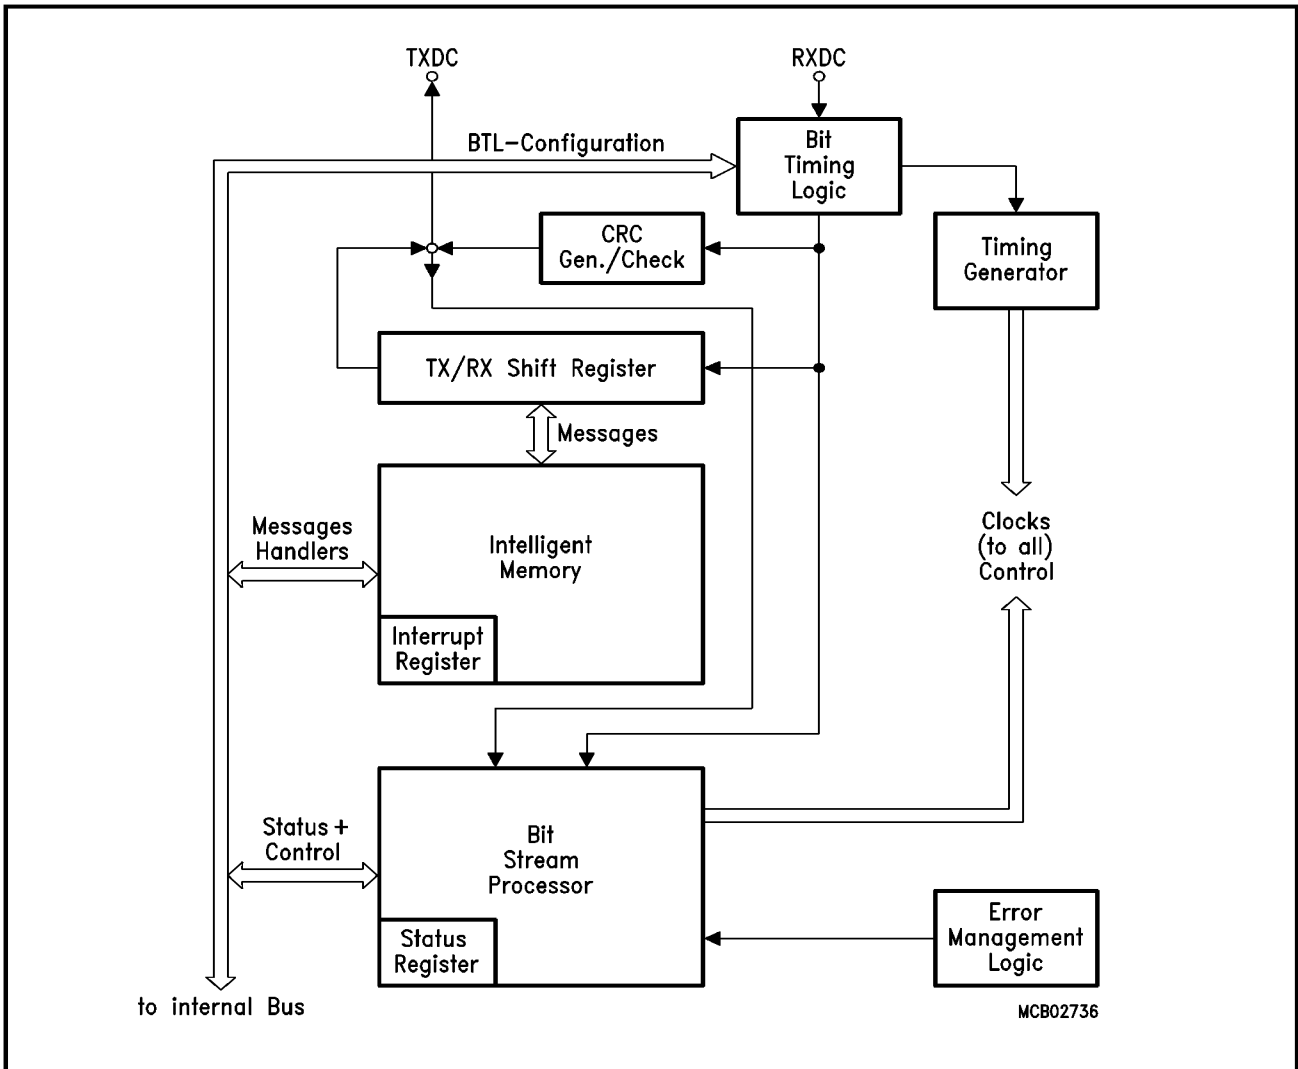 TXDC
RXDC
BTL-Configuration
Bit
Timing
Logic
CRC
Gen./Check
Timing
Generator
TX/RX Shift Register
Messages
Messages
Handlers
Intelligent
Memory
Clocks
(to all)
Control
Interrupt
Register
Status +
Control
Bit
Stream
Processor
Status
Register
Error
Management
Logic
to internal Bus
MCB02736